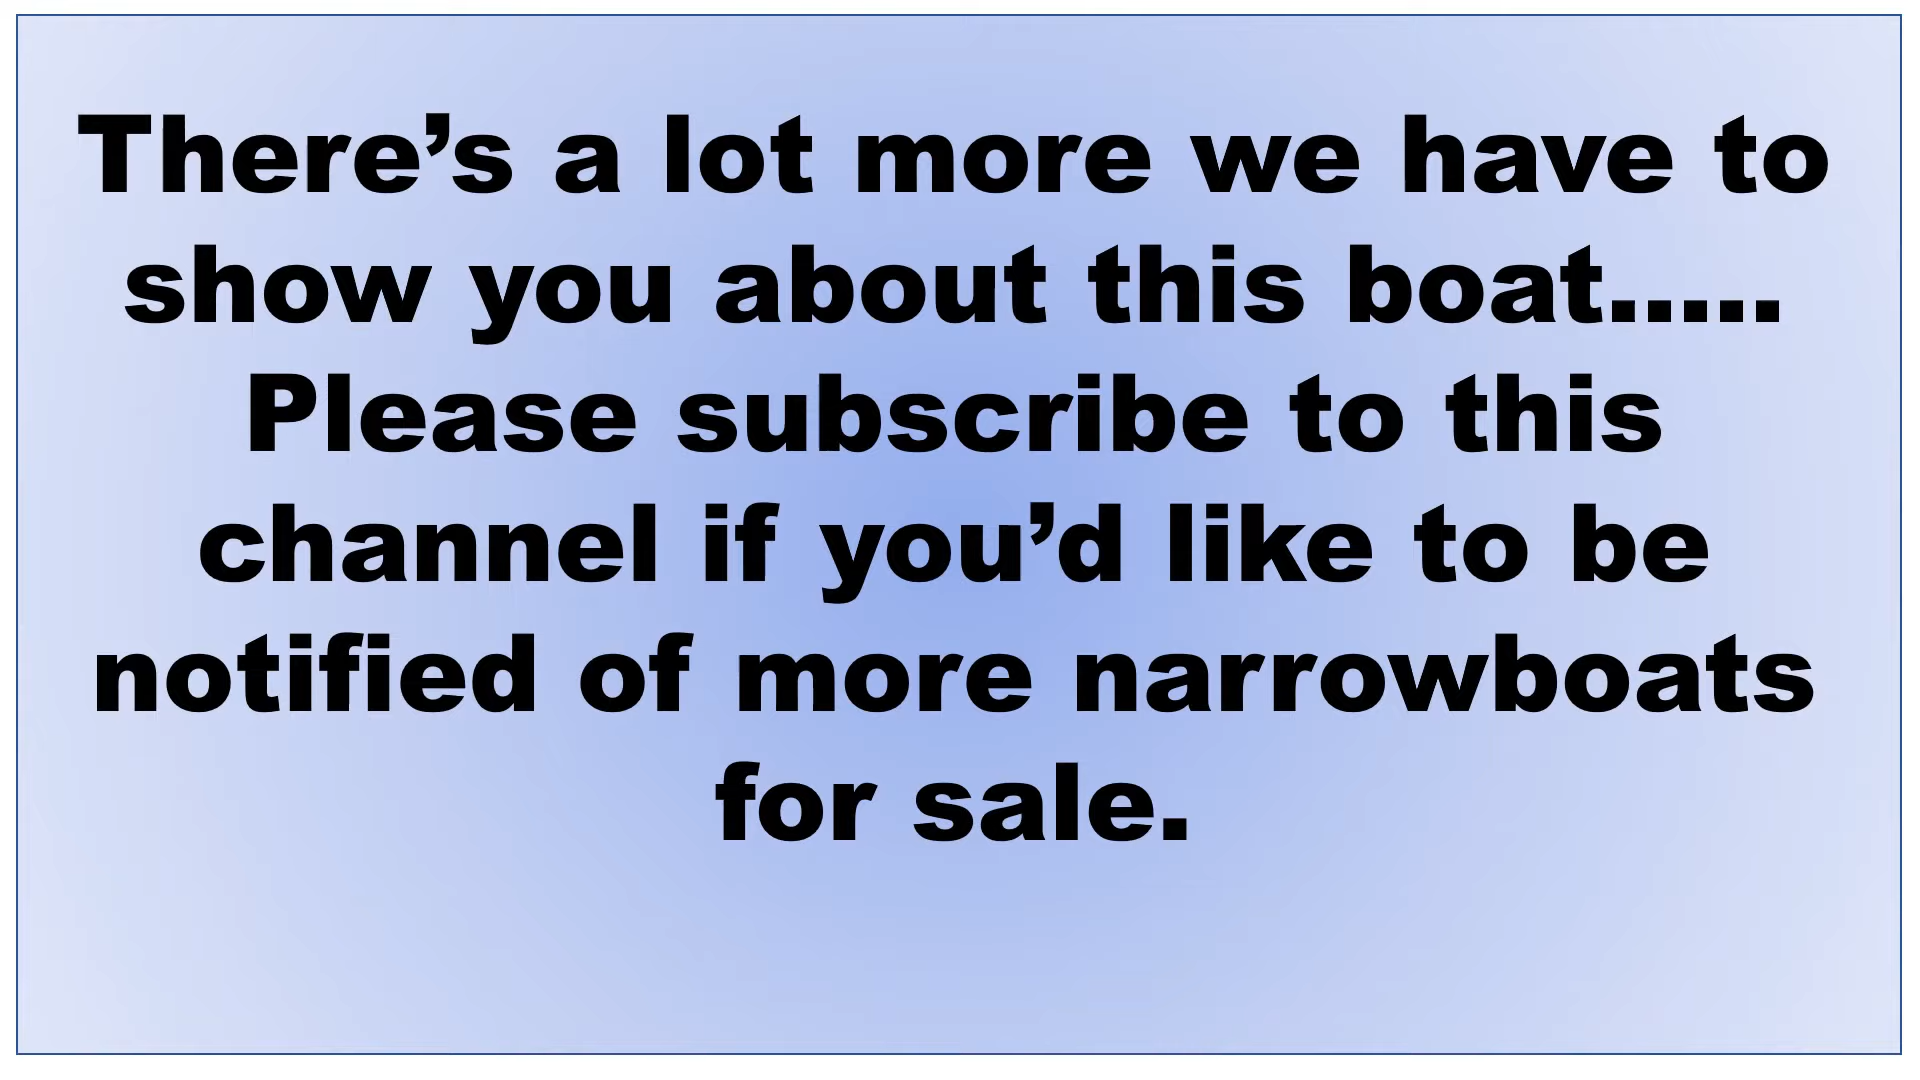 There’s a lot more we have to
show you about this boat.....
Please subscribe to this
channel if you’d like to be
notified of more narrowboats
for sale.